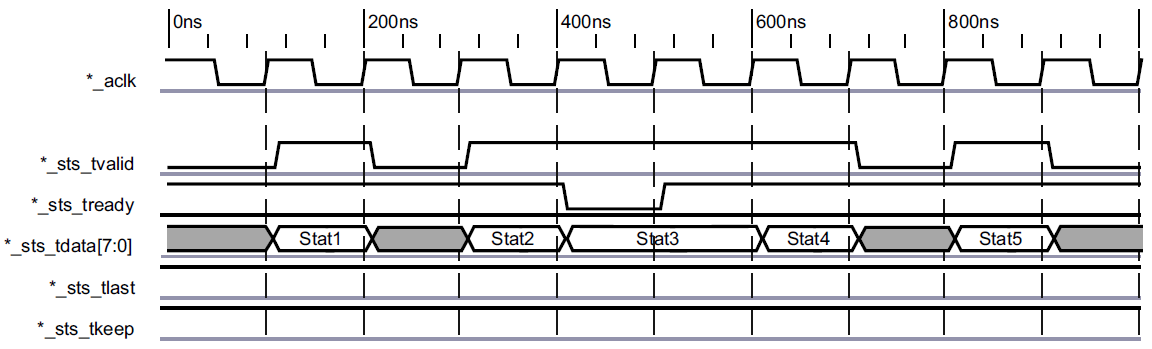 0ns 200ns 400ns 600ns 800ns
*_aclk
*_sts_tvalid
*_sts_tready
*_sts_tdata[7:0] Stat1 Stat2 Stat3 Stat4 Stat5
*_sts_tlast
*_sts_tkeep